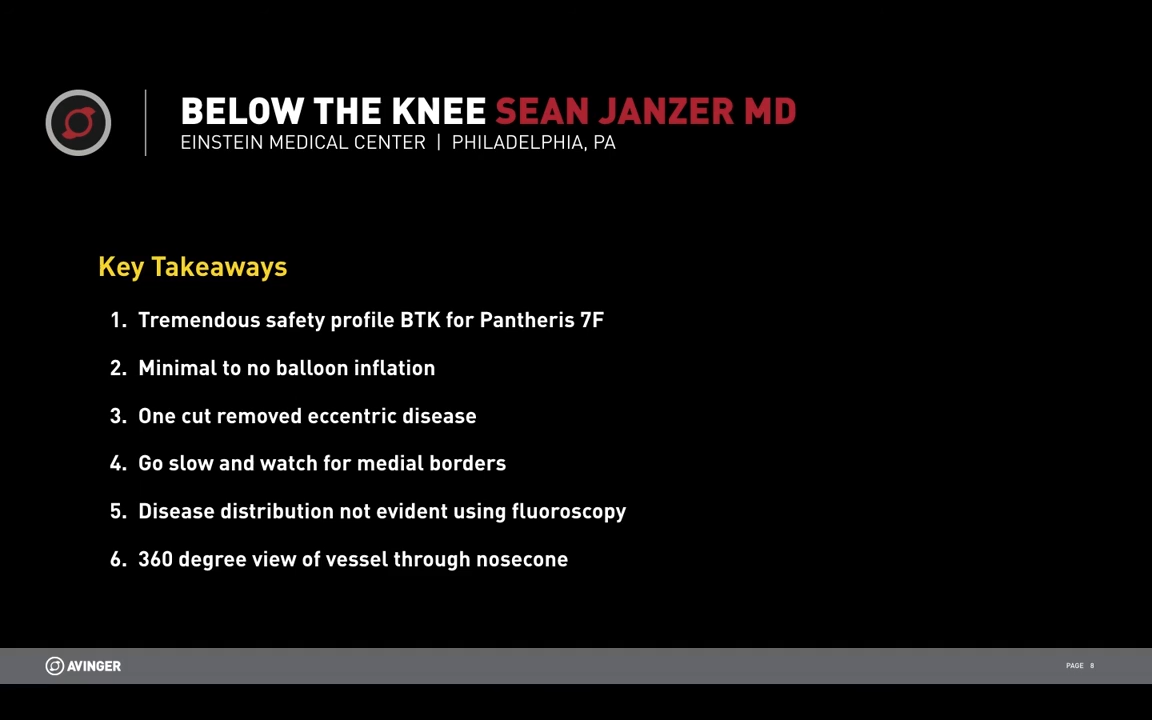 BELOW THE KNEE SEAN JANZER MD
EINSTEIN MEDICAL CENTER | PHILADELPHIA, PA
Key Takeaways
1. Tremendous safety profile BTK for Pantheris 7F
2. Minimal to no balloon inflation
3. One cut removed eccentric disease
4. Go slow and watch for medial borders
5. Disease distribution not evident using fluoroscopy
6. 360 degree view of vessel through nosecone
AVINGER
PAGE 8